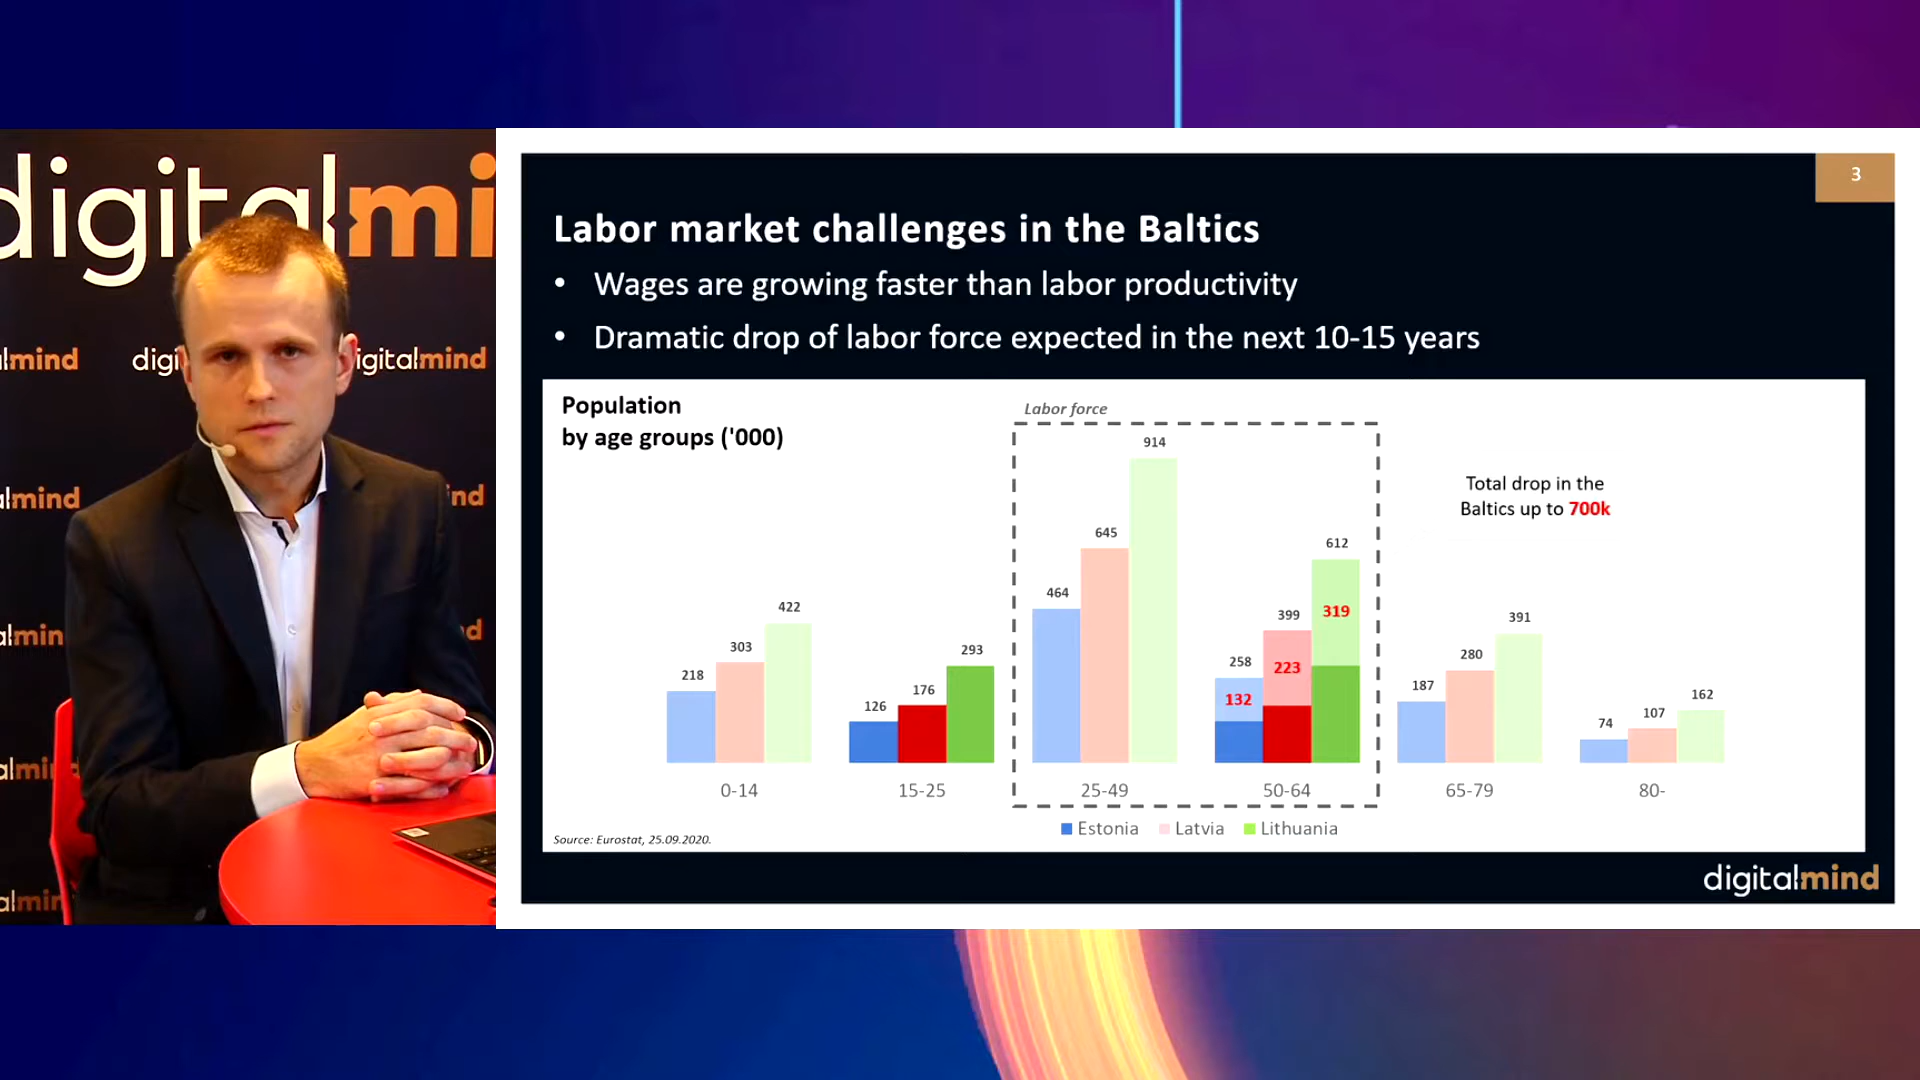 digitalmi
lmind
digi
igitalmind
almind
nd
almin
d
almi
almin
3
Labor market challenges in the Baltics
• Wages are growing faster than labor productivity
• Dramatic drop of labor force expected in the next 10-15 years
Population
by age groups ('000)
Labor force
Total drop in the
Baltics up to 700k
218
303
422
126
176
293
464
645
914
258
132
399
223
612
319
187
280
391
74
107
162
0-14
15-25
25-49
50-64
65-79
80-
Estonia
Latvia
Lithuania
Source: Eurostat, 25.09.2020.
digitalmind